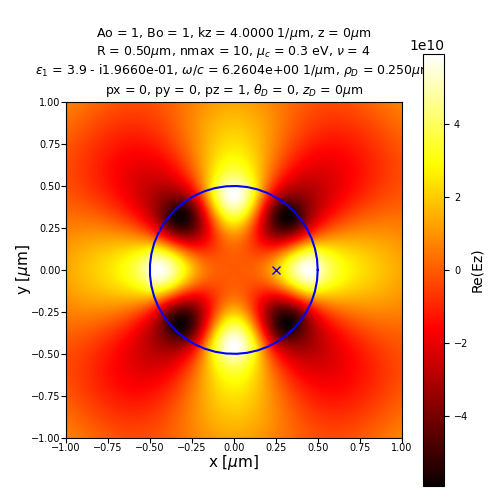 Ao = 1, Bo = 1, kz = 4.0000 1/μm, z = 0μm
R = 0.50μm, nmax = 10, μc = 0.3 eV, ν = 4
ε1 = 3.9 - i1.9660e-01, ω/c = 6.2604e+00 1/μm, ρD = 0.250μm
px = 0, py = 0, pz = 1, θD = 0, zD = 0μm
1e10
1.00
0.75
0.50
0.25
0.00
−0.25
−0.50
−0.75
−1.00
y [μm]
−1.00 −0.75 −0.50 −0.25 0.00 0.25 0.50 0.75 1.00
x [μm]
4
2
0
−2
−4
Re(Ez)